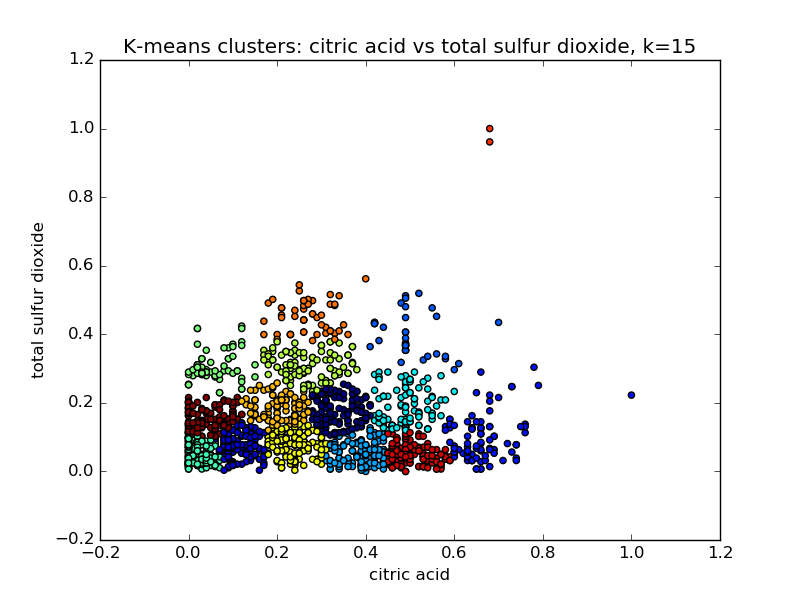 K-means clusters: citric acid vs total sulfur dioxide, k=15
1.2
1.0
0.8
0.6
0.4
0.2
0.0
−0.2
total sulfur dioxide
−0.2 0.0 0.2 0.4 0.6 0.8 1.0 1.2
citric acid